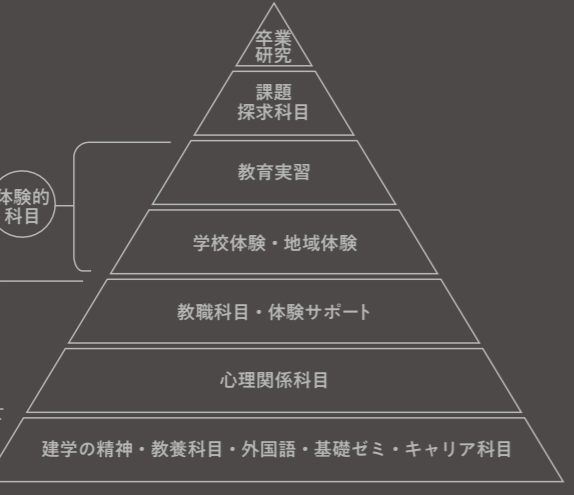 卒業
研究
課題
探求科目
教育実習
体験的
科目
学校体験・地域体験
教職科目・体験サポート
心理関係科目
建学の精神・教養科目・外国語・基礎ゼミ・キャリア科目